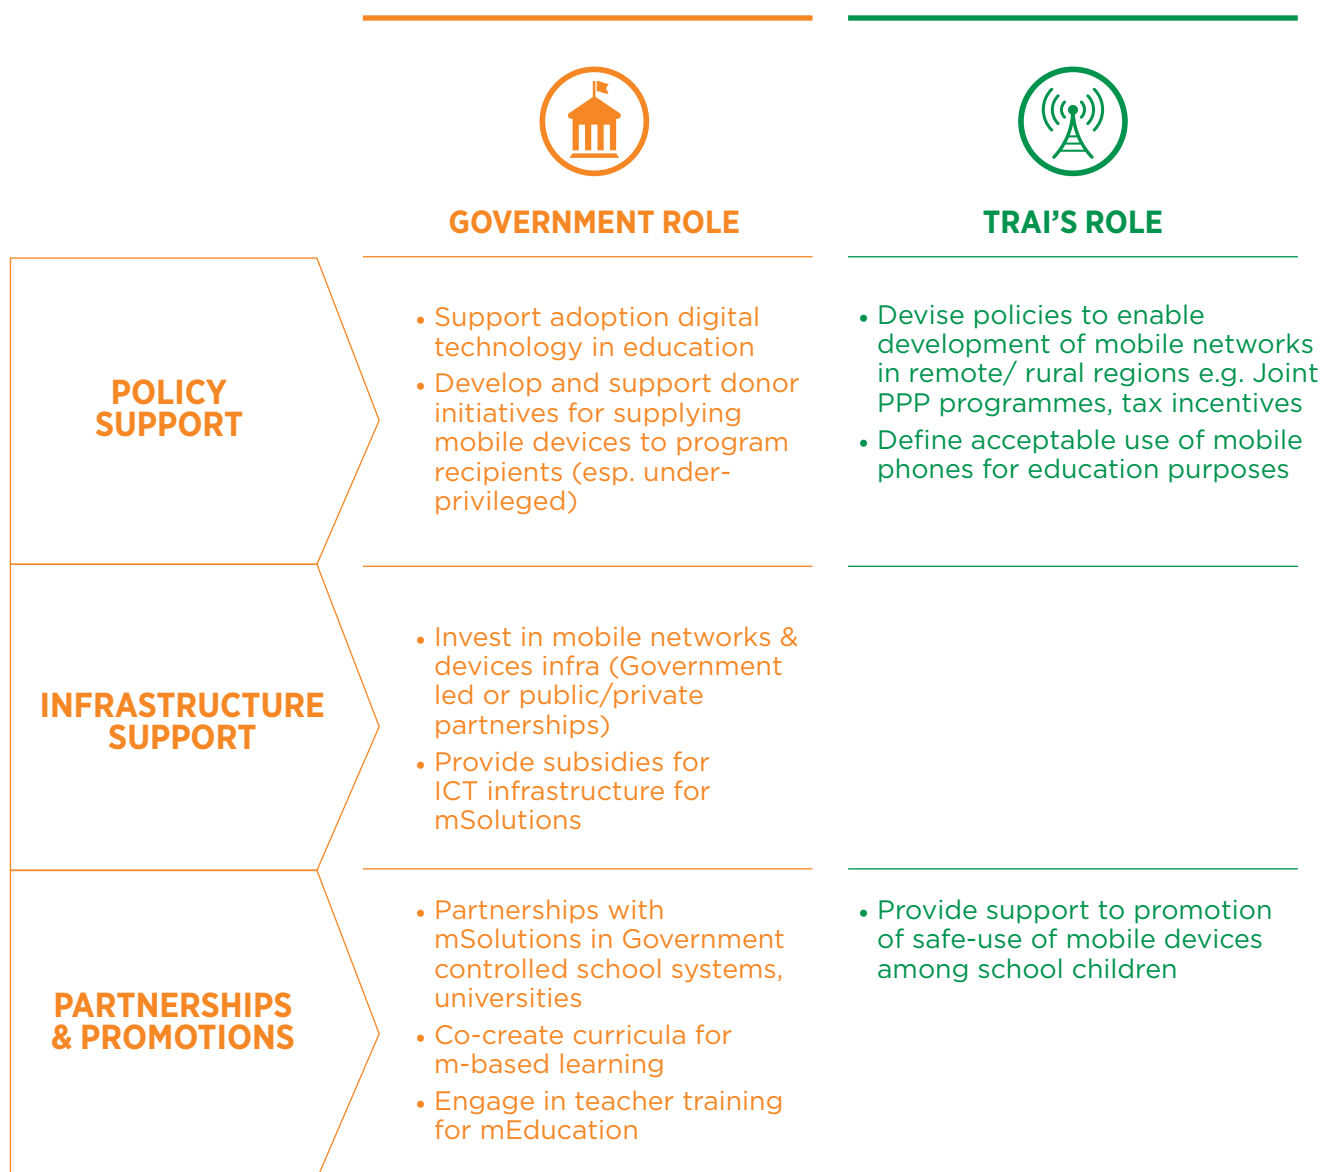 GOVERNMENT ROLE
TRAI’S ROLE
POLICY
SUPPORT
• Support adoption digital
technology in education
• Develop and support donor
initiatives for supplying
mobile devices to program
recipients (esp. under-
privileged)
• Devise policies to enable
development of mobile networks
in remote/ rural regions e.g. Joint
PPP programmes, tax incentives
• Define acceptable use of mobile
phones for education purposes
INFRASTRUCTURE
SUPPORT
• Invest in mobile networks &
devices infra (Government
led or public/private
partnerships)
• Provide subsidies for
ICT infrastructure for
mSolutions
PARTNERSHIPS
& PROMOTIONS
• Partnerships with
mSolutions in Government
controlled school systems,
universities
• Co-create curricula for
m-based learning
• Engage in teacher training
for mEducation
• Provide support to promotion
of safe-use of mobile devices
among school children